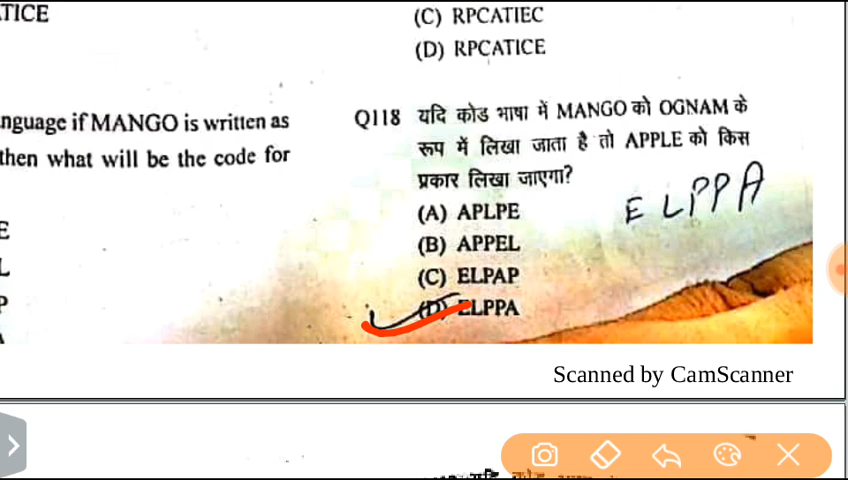 TICE
(C) RPCATIEC
(D) RPCATICE
nguage if MANGO is written as
then what will be the code for
E
L
P
Q118 यदि कोड भाषा में MANGO को OGNAM के
रूप में लिखा जाता है तो APPLE को किस
प्रकार लिखा जाएगा?
(A) APLPE
(B) APPEL
(C) ELPAP
(D) ELPPA
ELPPA
Scanned by CamScanner
यदि